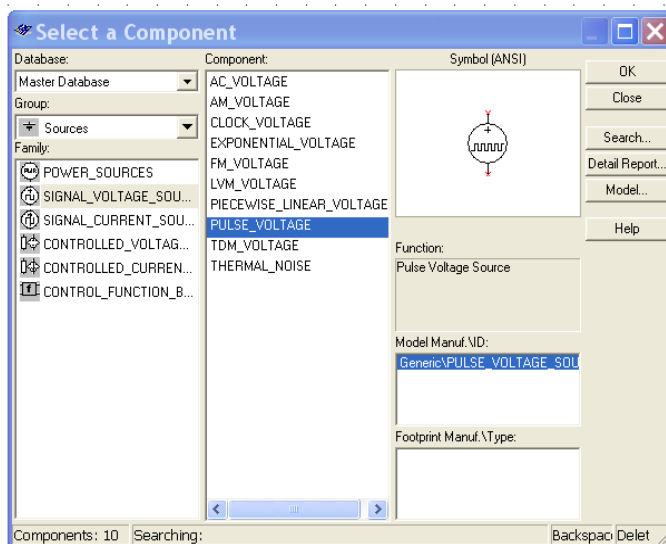 Select a Component
Database:
Master Database
Group:
Sources
Family:
POWER_SOURCES
SIGNAL_VOLTAGE_SOU...
SIGNAL_CURRENT_SOU...
CONTROLLED_VOLTAG...
CONTROLLED_CURREN...
CONTROL_FUNCTION_B...
Component:
AC_VOLTAGE
AM_VOLTAGE
CLOCK_VOLTAGE
EXPONENTIAL_VOLTAGE
FM_VOLTAGE
LVM_VOLTAGE
PIECEWISE_LINEAR_VOLTAGE
PULSE_VOLTAGE
TDM_VOLTAGE
THERMAL_NOISE
Symbol (ANSI)
Function:
Pulse Voltage Source
Model Manuf.\ID:
Generic\PULSE_VOLTAGE_SOU
Footprint Manuf.\Type:
OK
Close
Search...
Detail Report...
Model...
Help
Components: 10 Searching:
Backspac Delet